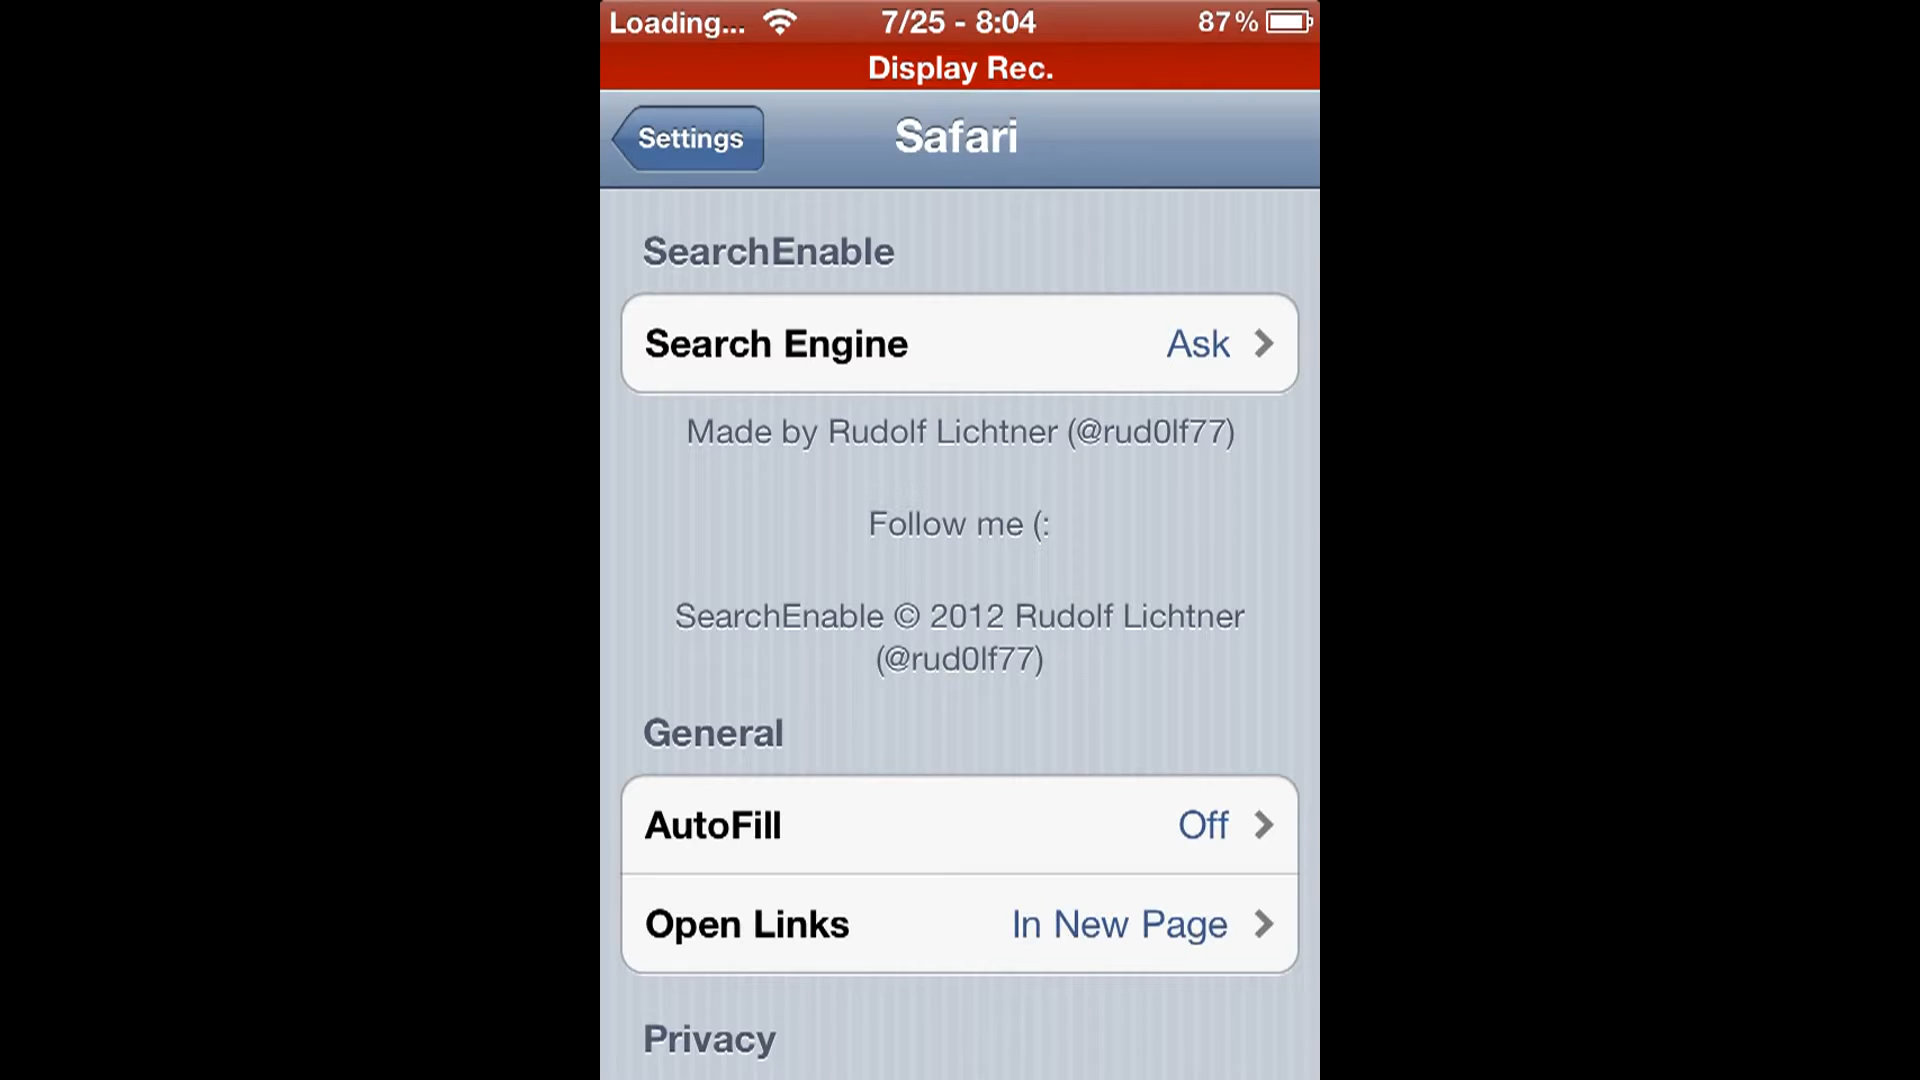 Loading... 7/25 - 8:04 87%
Display Rec.
Settings Safari
SearchEnable
Search Engine Ask
Made by Rudolf Lichtner (@rud0lf77)
Follow me (:
SearchEnable © 2012 Rudolf Lichtner
(@rud0lf77)
General
AutoFill Off
Open Links In New Page
Privacy